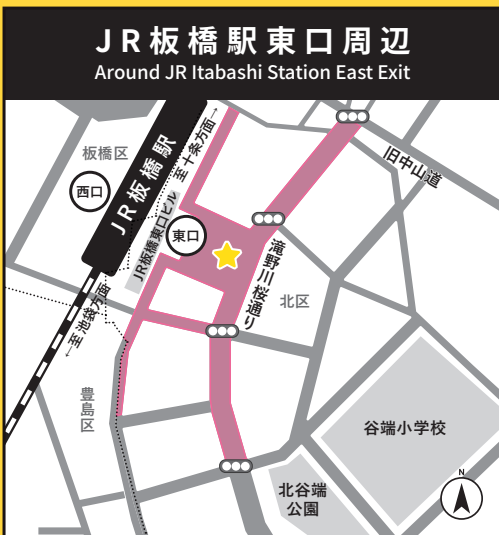 JR板橋駅東口周辺
Around JR Itabashi Station East Exit
板橋区
西口
JR板橋駅
至十条方面→
旧中山道
JR板橋東口ビル
東口
滝野川桜通り
北区
←至池袋方面
豊島区
谷端小学校
北谷端
公園
N